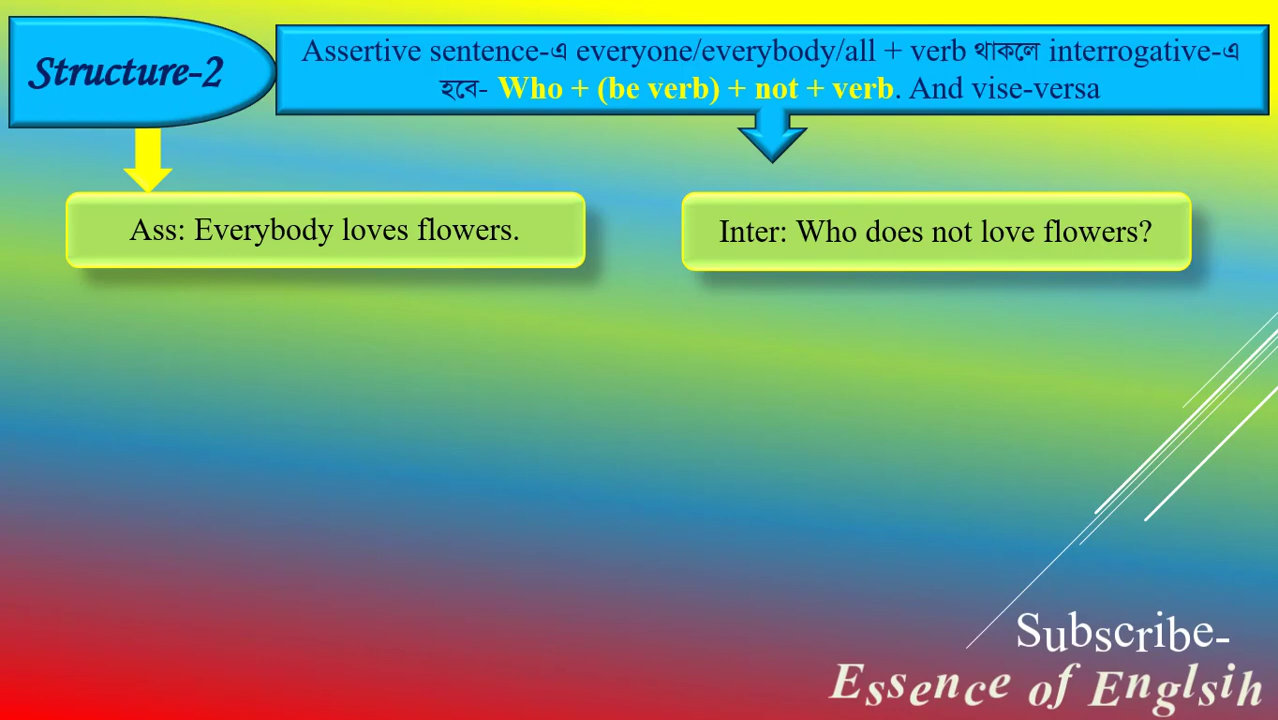 Structure-2
Assertive sentence-এ everyone/everybody/all + verb থাকলে interrogative-এ
হবে- Who + (be verb) + not + verb. And vise-versa
Ass: Everybody loves flowers.
Inter: Who does not love flowers?
Subscribe-
Essence of Englsih